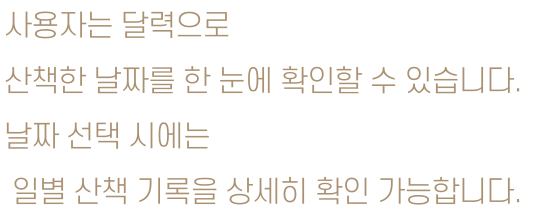 사용자는 달력으로
산책한 날짜를 한 눈에 확인할 수 있습니다.
날짜 선택 시에는
일별 산책 기록을 상세히 확인 가능합니다.